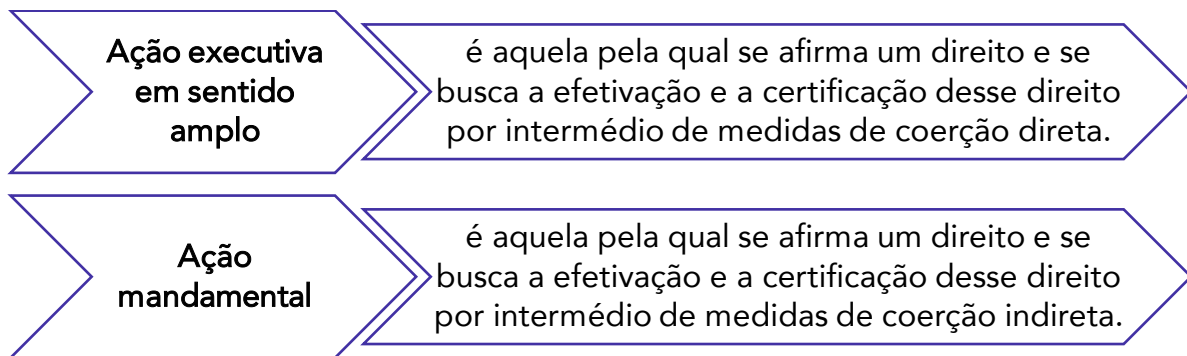 Ação executiva
em sentido
amplo
é aquela pela qual se afirma um direito e se
busca a efetivação e a certificação desse direito
por intermédio de medidas de coerção direta.
Ação
mandamental
é aquela pela qual se afirma um direito e se
busca a efetivação e a certificação desse direito
por intermédio de medidas de coerção indireta.